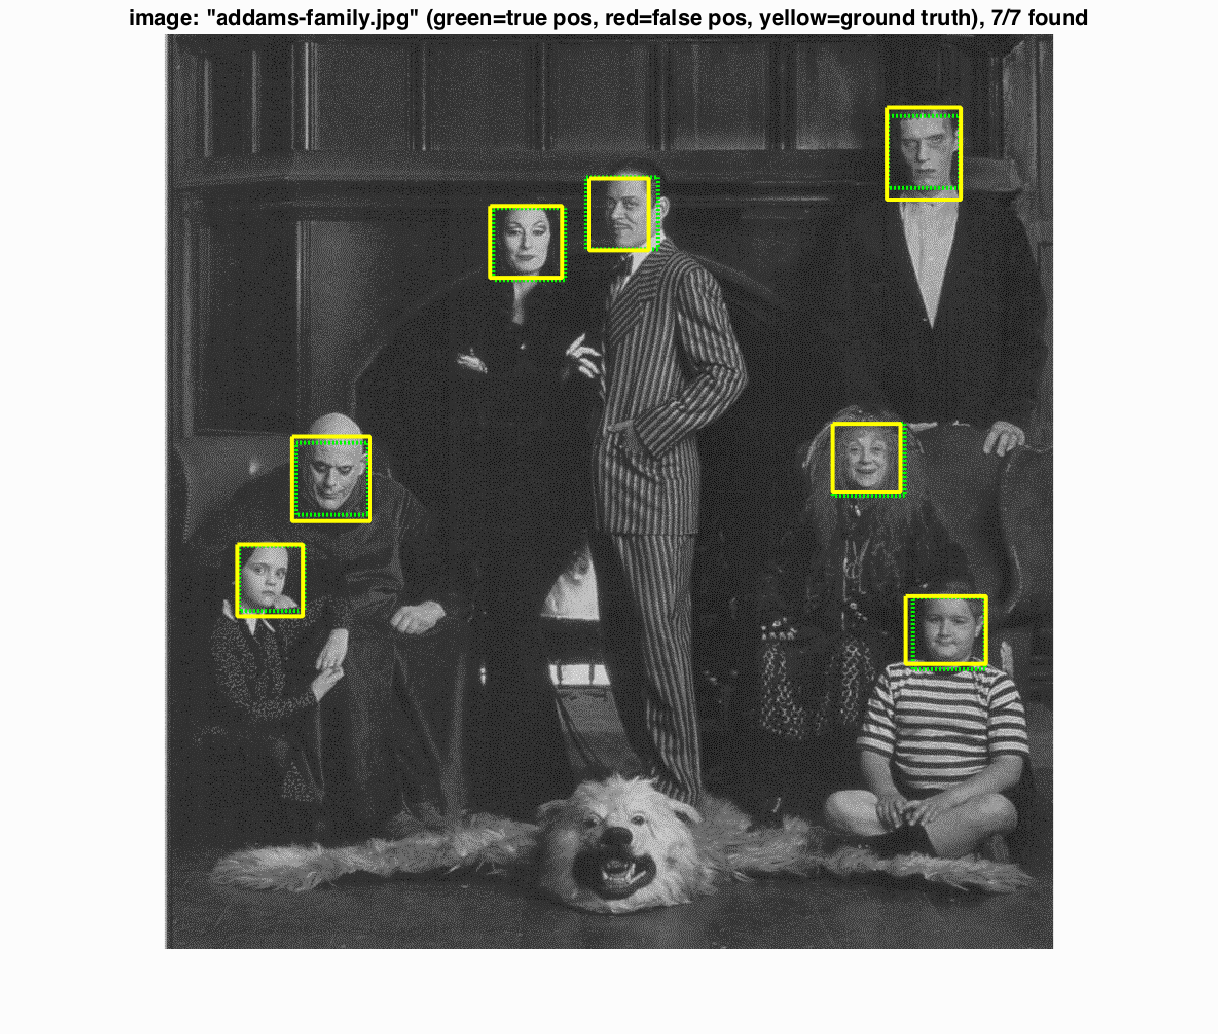 image: "addams-family.jpg" (green=true pos, red=false pos, yellow=ground truth), 7/7 found